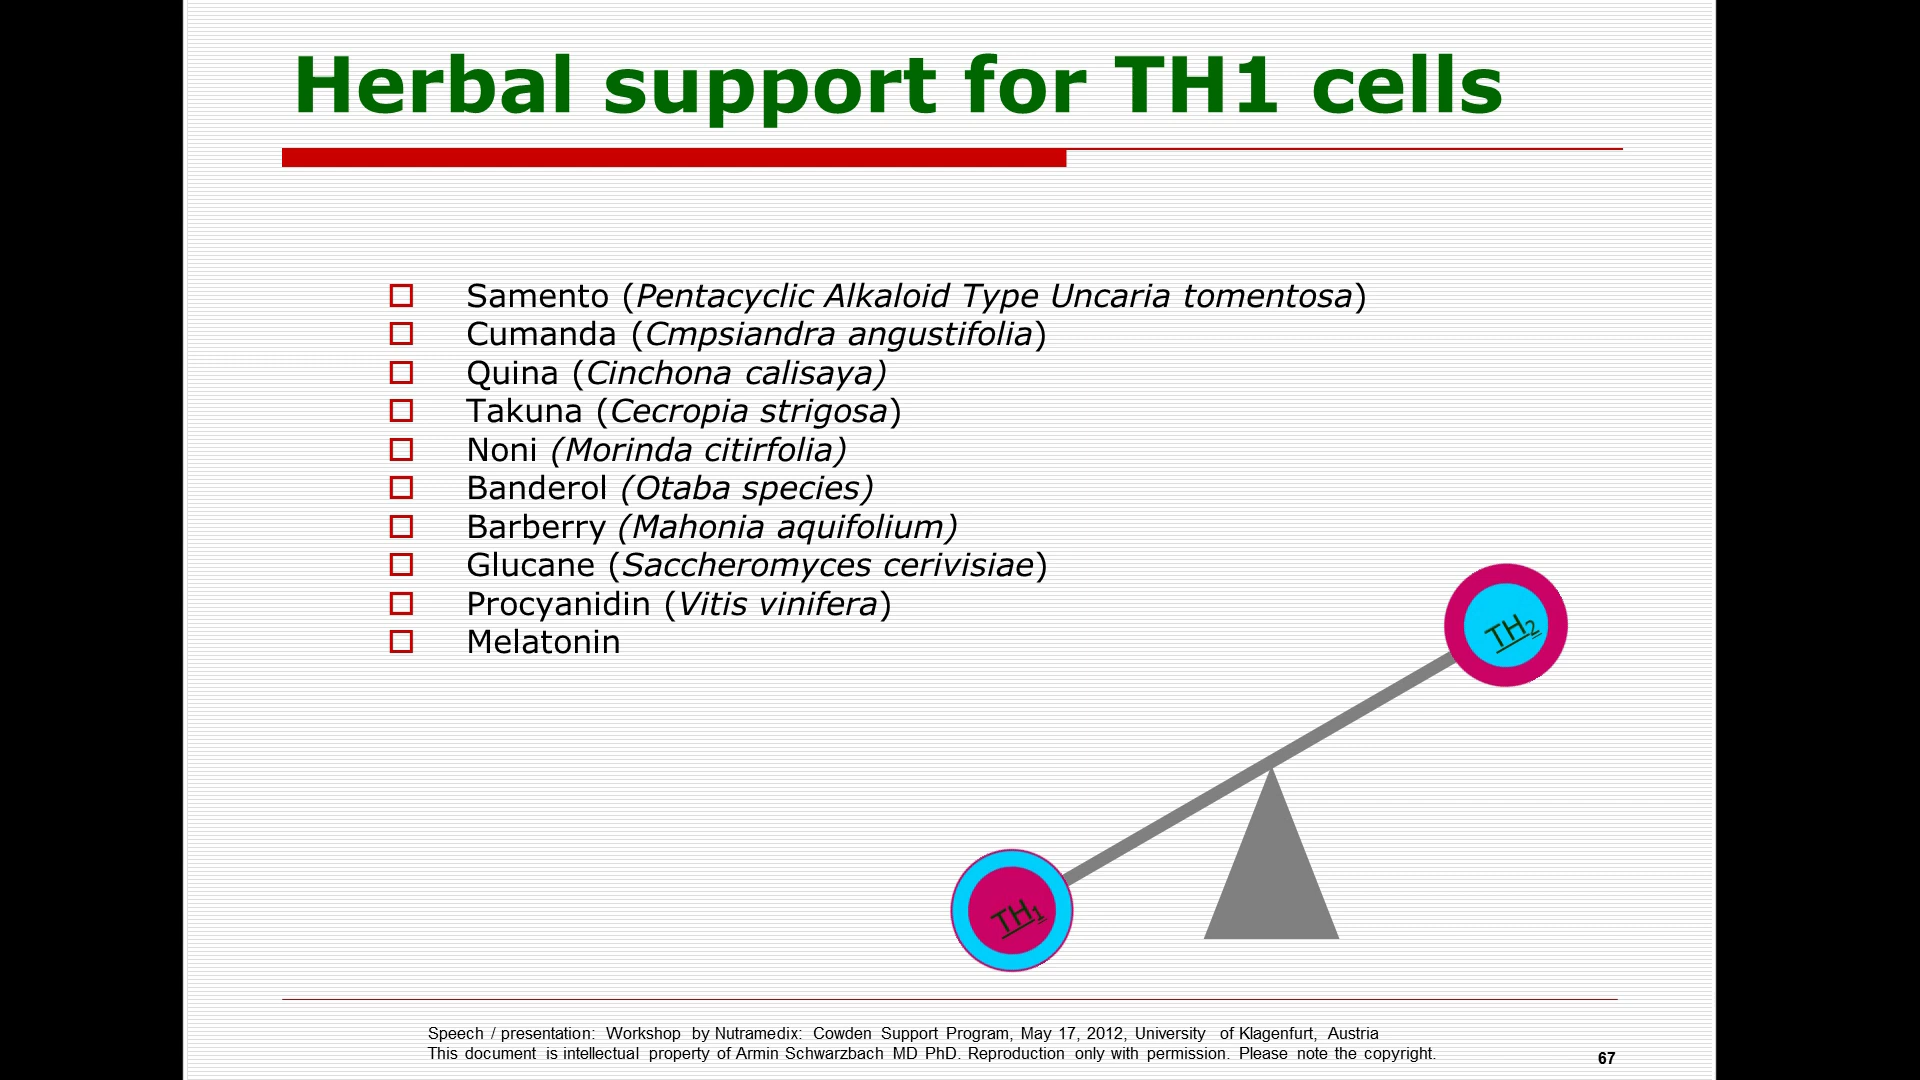 Herbal support for TH1 cells
Samento (Pentacyclic Alkaloid Type Uncaria tomentosa)
Cumanda (Cmpsiandra angustifolia)
Quina (Cinchona calisaya)
Takuna (Cecropia strigosa)
Noni (Morinda citirfolia)
Banderol (Otaba species)
Barberry (Mahonia aquifolium)
Glucane (Saccheromyces cerivisiae)
Procyanidin (Vitis vinifera)
Melatonin
TH2
TH1
Speech / presentation: Workshop by Nutramedix: Cowden Support Program, May 17, 2012, University of Klagenfurt, Austria
This document is intellectual property of Armin Schwarzbach MD PhD. Reproduction only with permission. Please note the copyright.
67